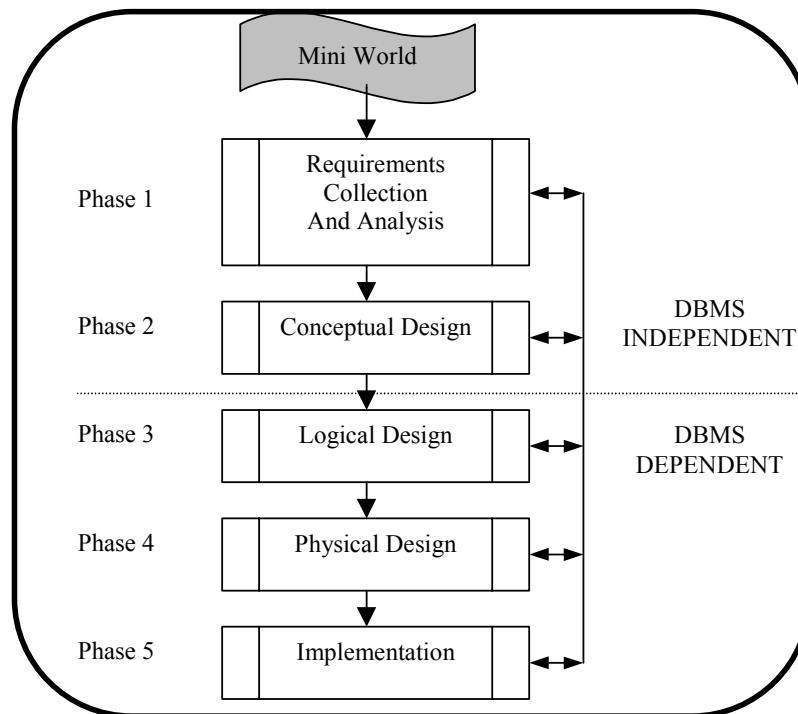 Mini World
Phase 1
Requirements
Collection
And Analysis
Phase 2
Conceptual Design
DBMS
INDEPENDENT
Phase 3
Logical Design
DBMS
DEPENDENT
Phase 4
Physical Design
Phase 5
Implementation